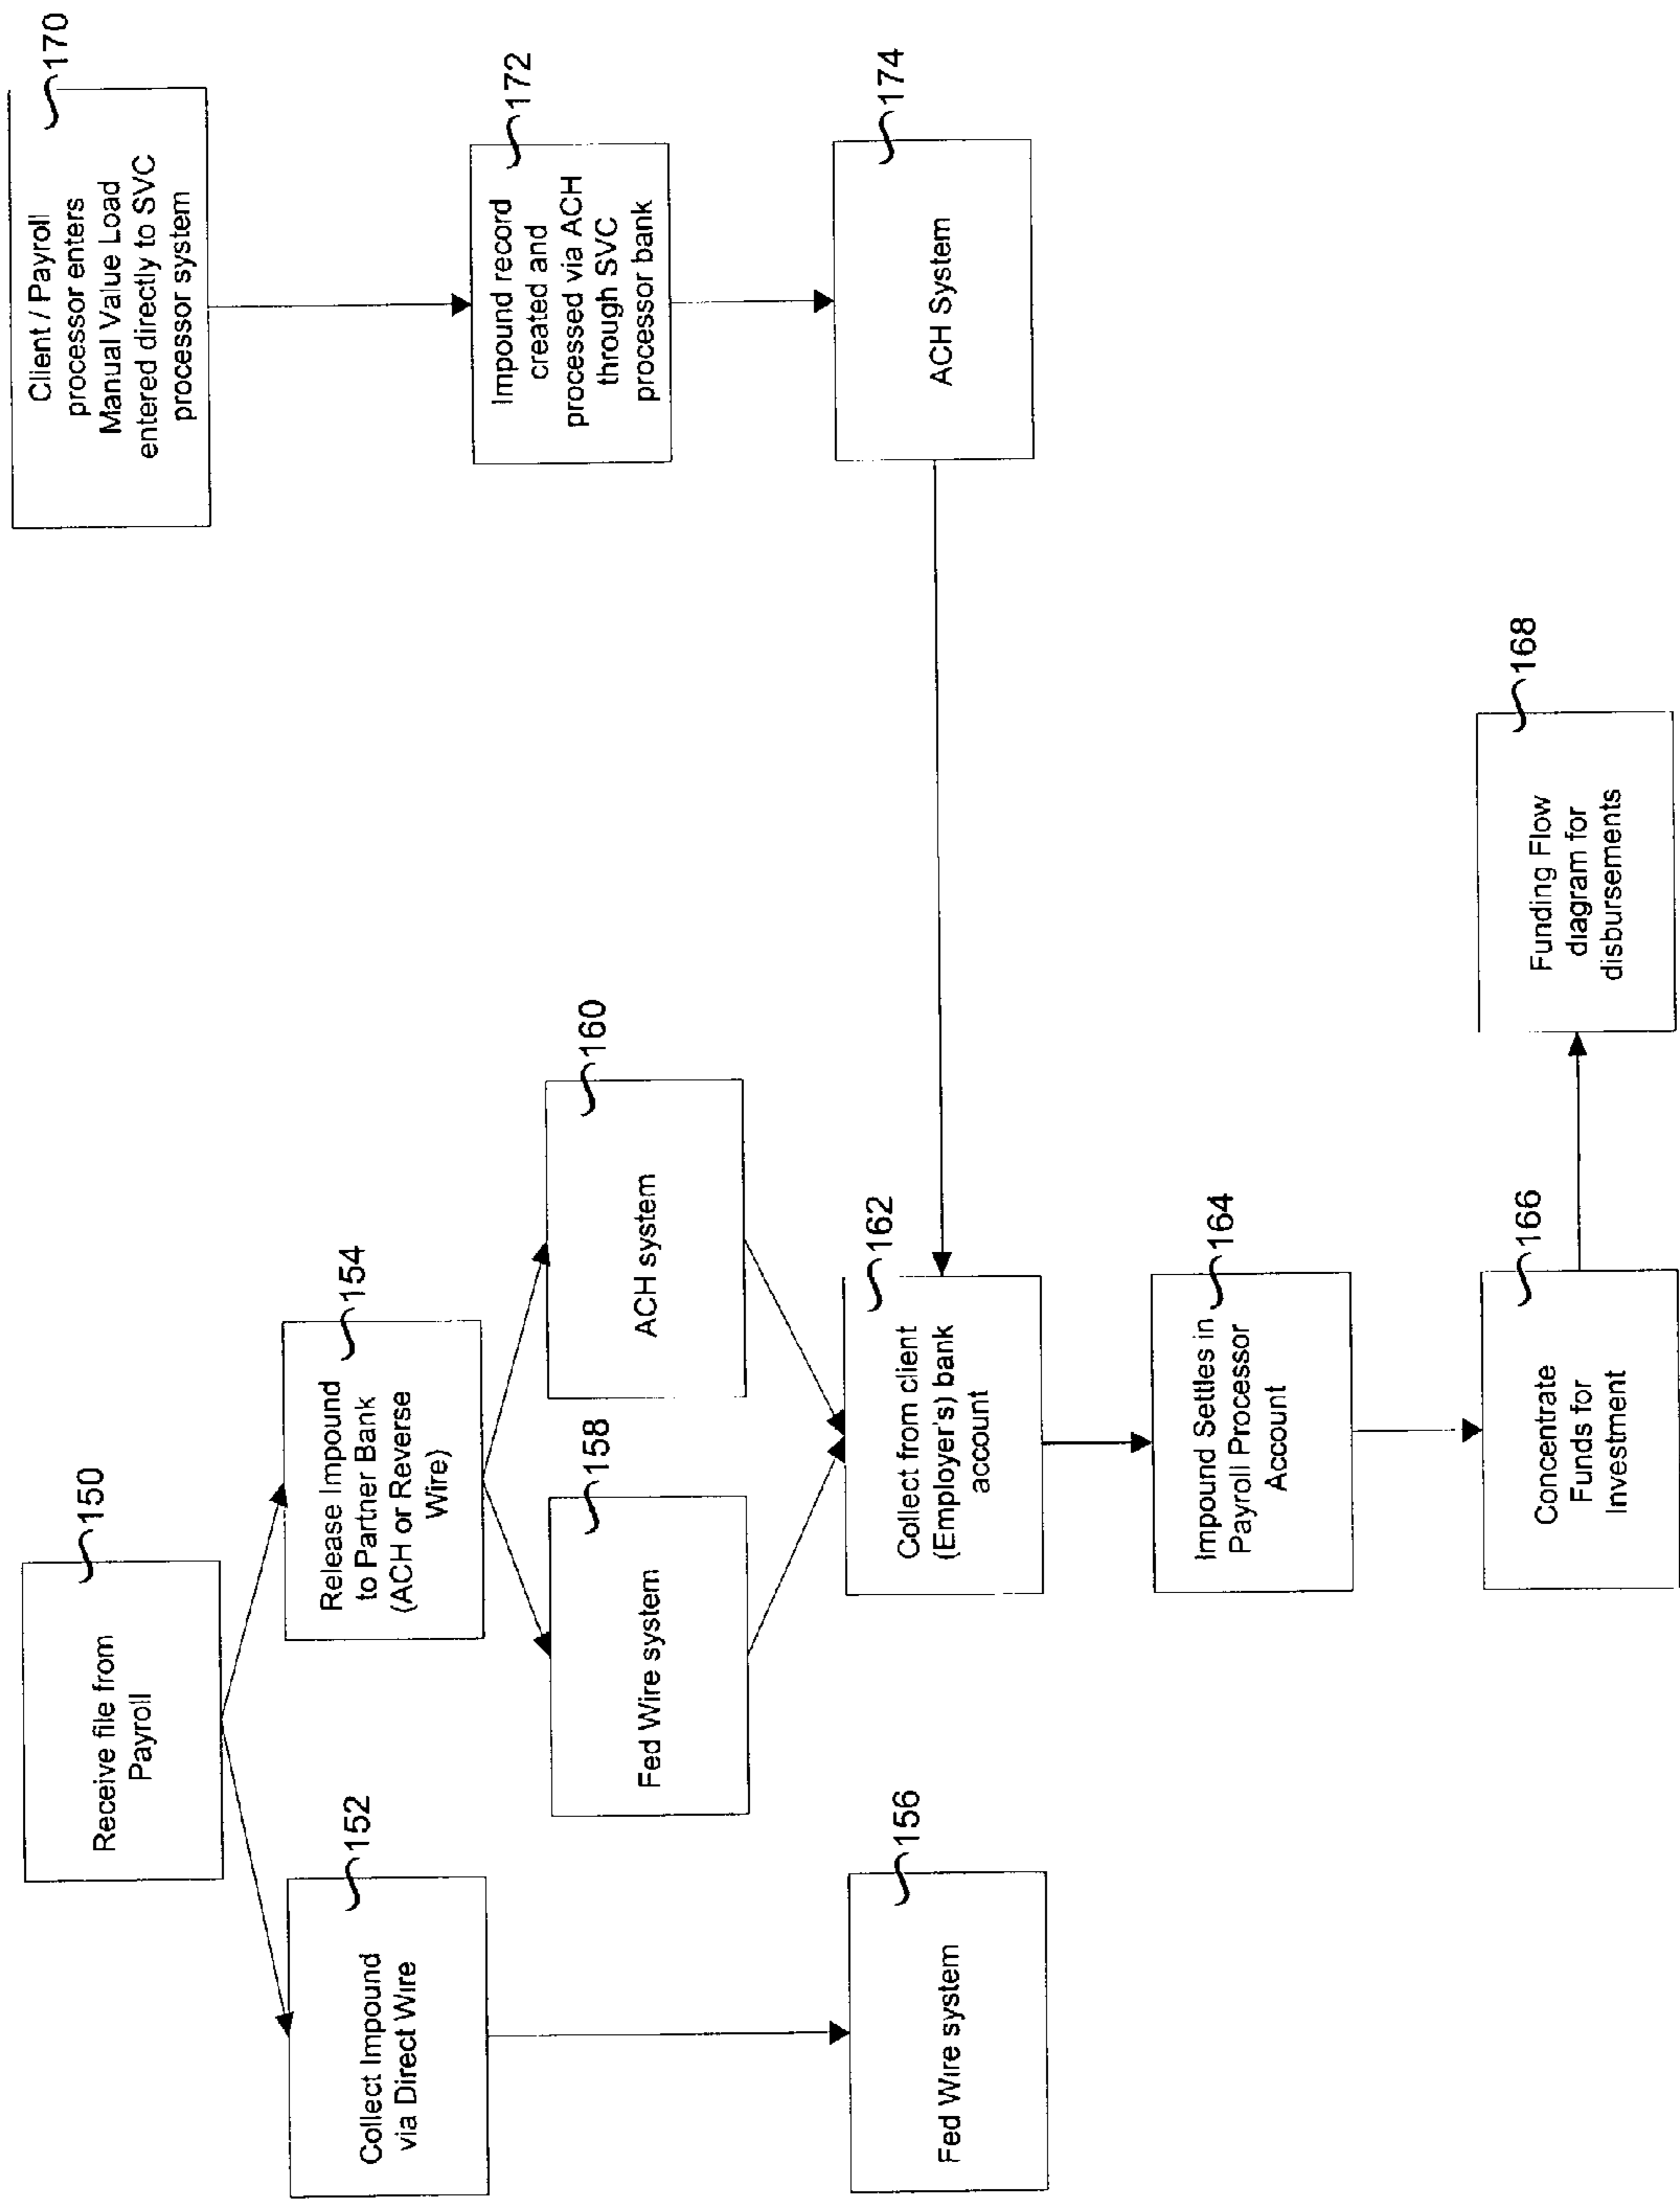 150
Receive file from
Payroll
152
Collect Impound
via Direct Wire
154
Release Impound
to Partner Bank
(ACH or Reverse
Wire)
156
Fed Wire system
158
Fed Wire system
160
ACH system
162
Collect from client
(Employer's) bank
account
164
Impound Settles in
Payroll Processor
Account
166
Concentrate
Funds for
Investment
168
Funding Flow
diagram for
disbursements
170
Client / Payroll
processor enters
Manual Value Load
entered directly to SVC
processor system
172
Impound record
created and
processed via ACH
through SVC
processor bank
174
ACH System